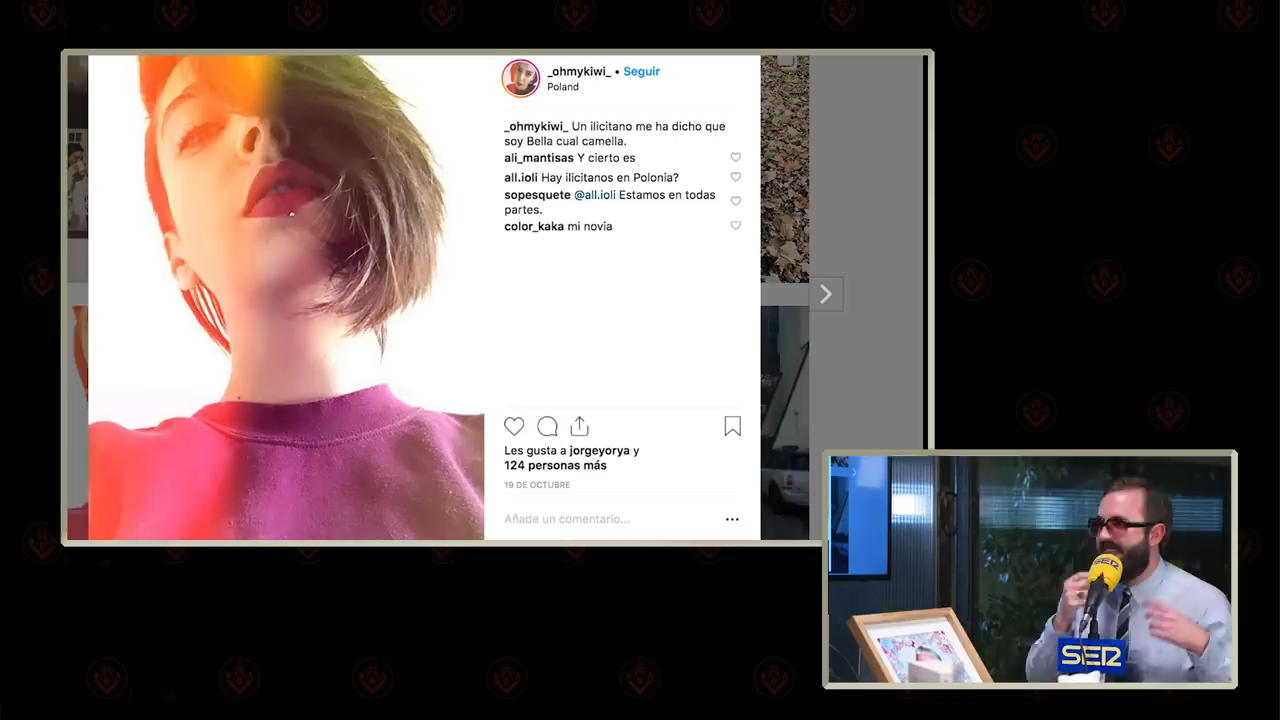 _ohmykiwi_ • Seguir
Poland
_ohmykiwi_ Un ilicitano me ha dicho que
soy Bella cual camella.
ali_mantisas Y cierto es
all.ioli Hay ilicitanos en Polonia?
sopesquete @all.ioli Estamos en todas
partes.
color_kaka mi novia
Les gusta a jorgeyorya y
124 personas más
19 DE OCTUBRE
Añade un comentario...
SER
SER